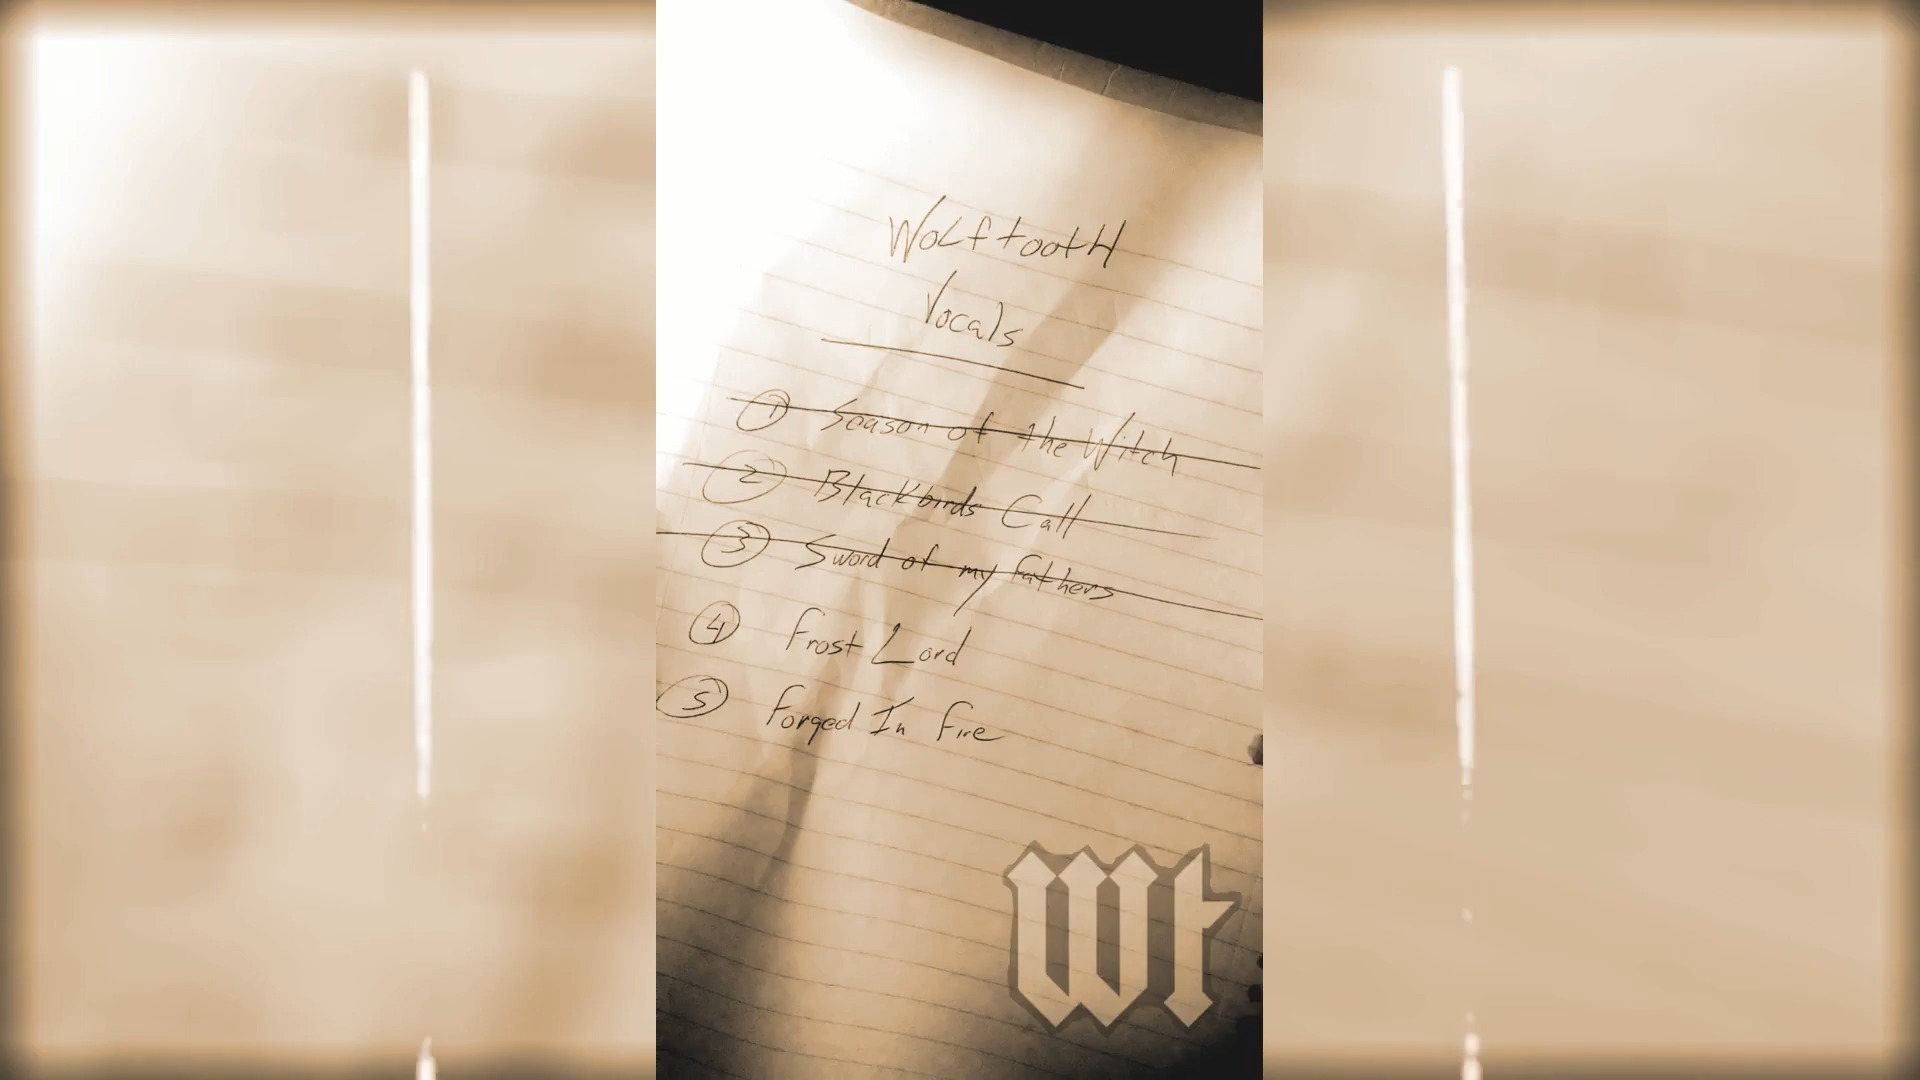 Wolftooth
Vocals
1 Season of the Witch
2 Blackbirds Call
3 Sword of my fathers
4 Frost Lord
5 Forged In Fire
Wt